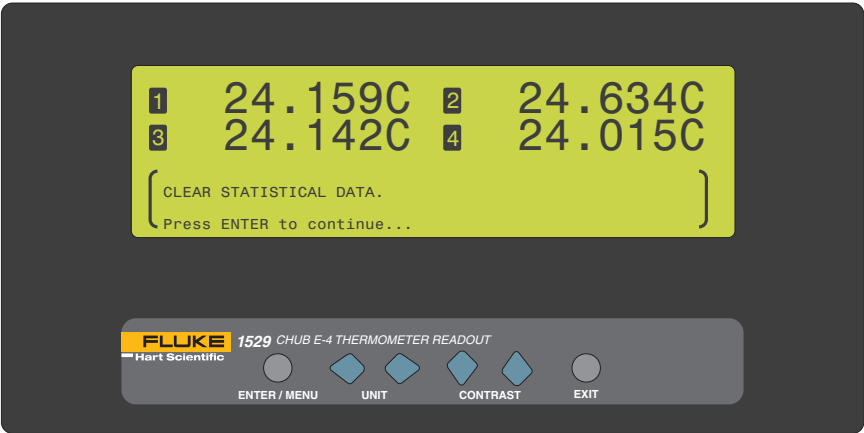 1 24.159C 2 24.634C
3 24.142C 4 24.015C
CLEAR STATISTICAL DATA.
Press ENTER to continue...
FLUKE 1529 CHUB E-4 THERMOMETER READOUT
Hart Scientific
ENTER / MENU UNIT CONTRAST EXIT